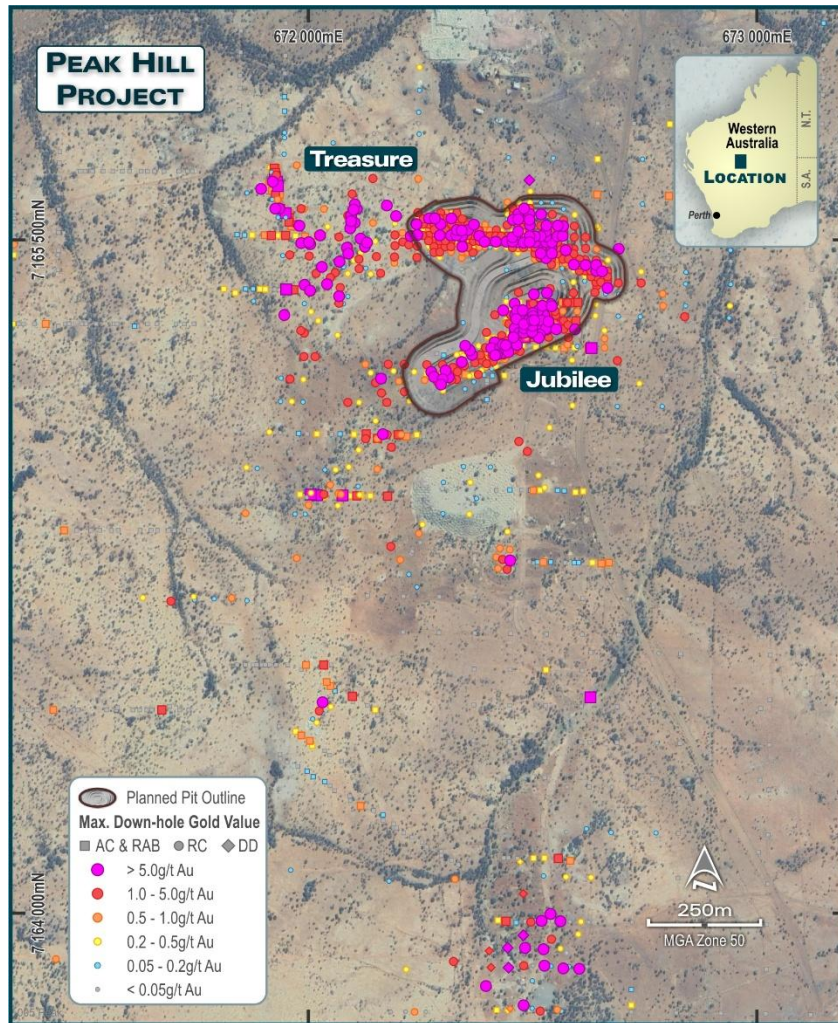 672 000mE
673 000mE
PEAK HILL
PROJECT
Treasure
Western
Australia
LOCATION
N.T.
S.A.
Perth
7 165 500mN
Jubilee
Planned Pit Outline
Max. Down-hole Gold Value
AC & RAB RC DD
> 5.0g/t Au
1.0 - 5.0g/t Au
0.5 - 1.0g/t Au
0.2 - 0.5g/t Au
0.05 - 0.2g/t Au
< 0.05g/t Au
7 164 000mN
N
250m
MGA Zone 50